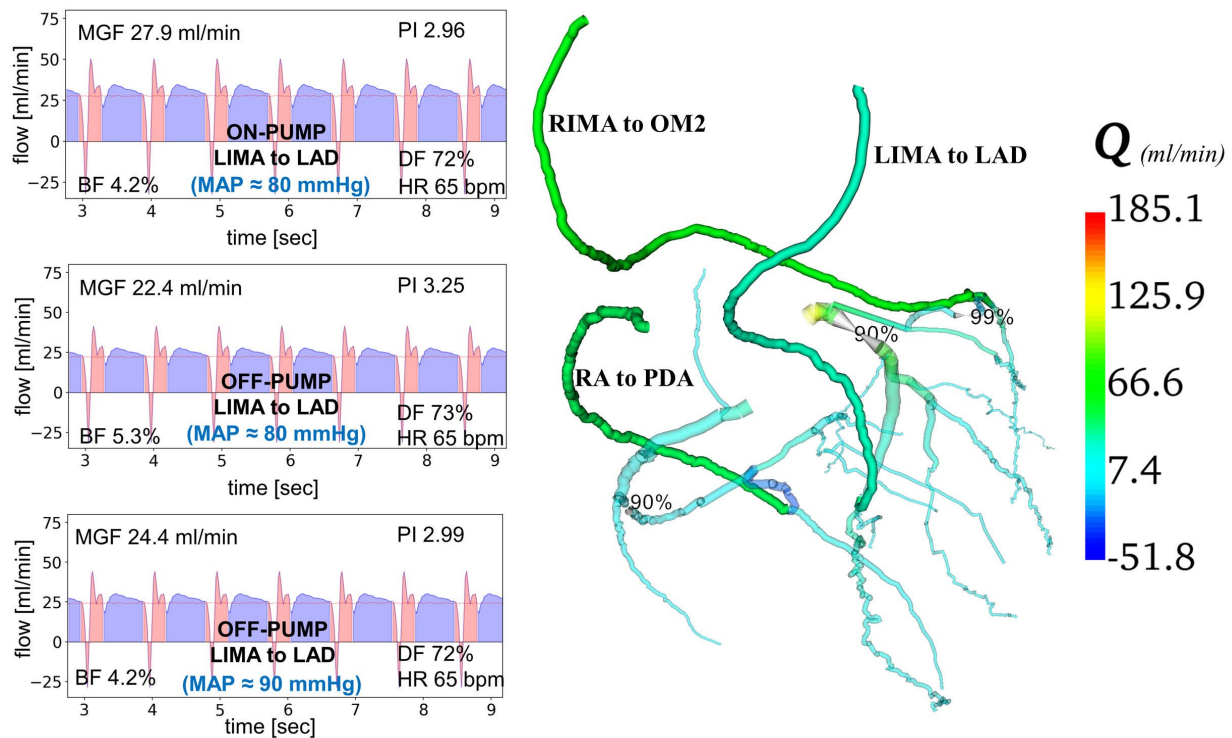 75
50
25
0
−25
flow [ml/min]
MGF 27.9 ml/min
PI 2.96
ON-PUMP
LIMA to LAD
(MAP ≈ 80 mmHg)
BF 4.2%
DF 72%
HR 65 bpm
3 4 5 6 7 8 9
time [sec]
75
50
25
0
−25
flow [ml/min]
MGF 22.4 ml/min
PI 3.25
OFF-PUMP
LIMA to LAD
(MAP ≈ 80 mmHg)
BF 5.3%
DF 73%
HR 65 bpm
3 4 5 6 7 8 9
time [sec]
75
50
25
0
−25
flow [ml/min]
MGF 24.4 ml/min
PI 2.99
OFF-PUMP
LIMA to LAD
(MAP ≈ 90 mmHg)
BF 4.2%
DF 72%
HR 65 bpm
3 4 5 6 7 8 9
time [sec]
RIMA to OM2
LIMA to LAD
RA to PDA
90%
99%
90%
Q (ml/min)
185.1
125.9
66.6
7.4
-51.8